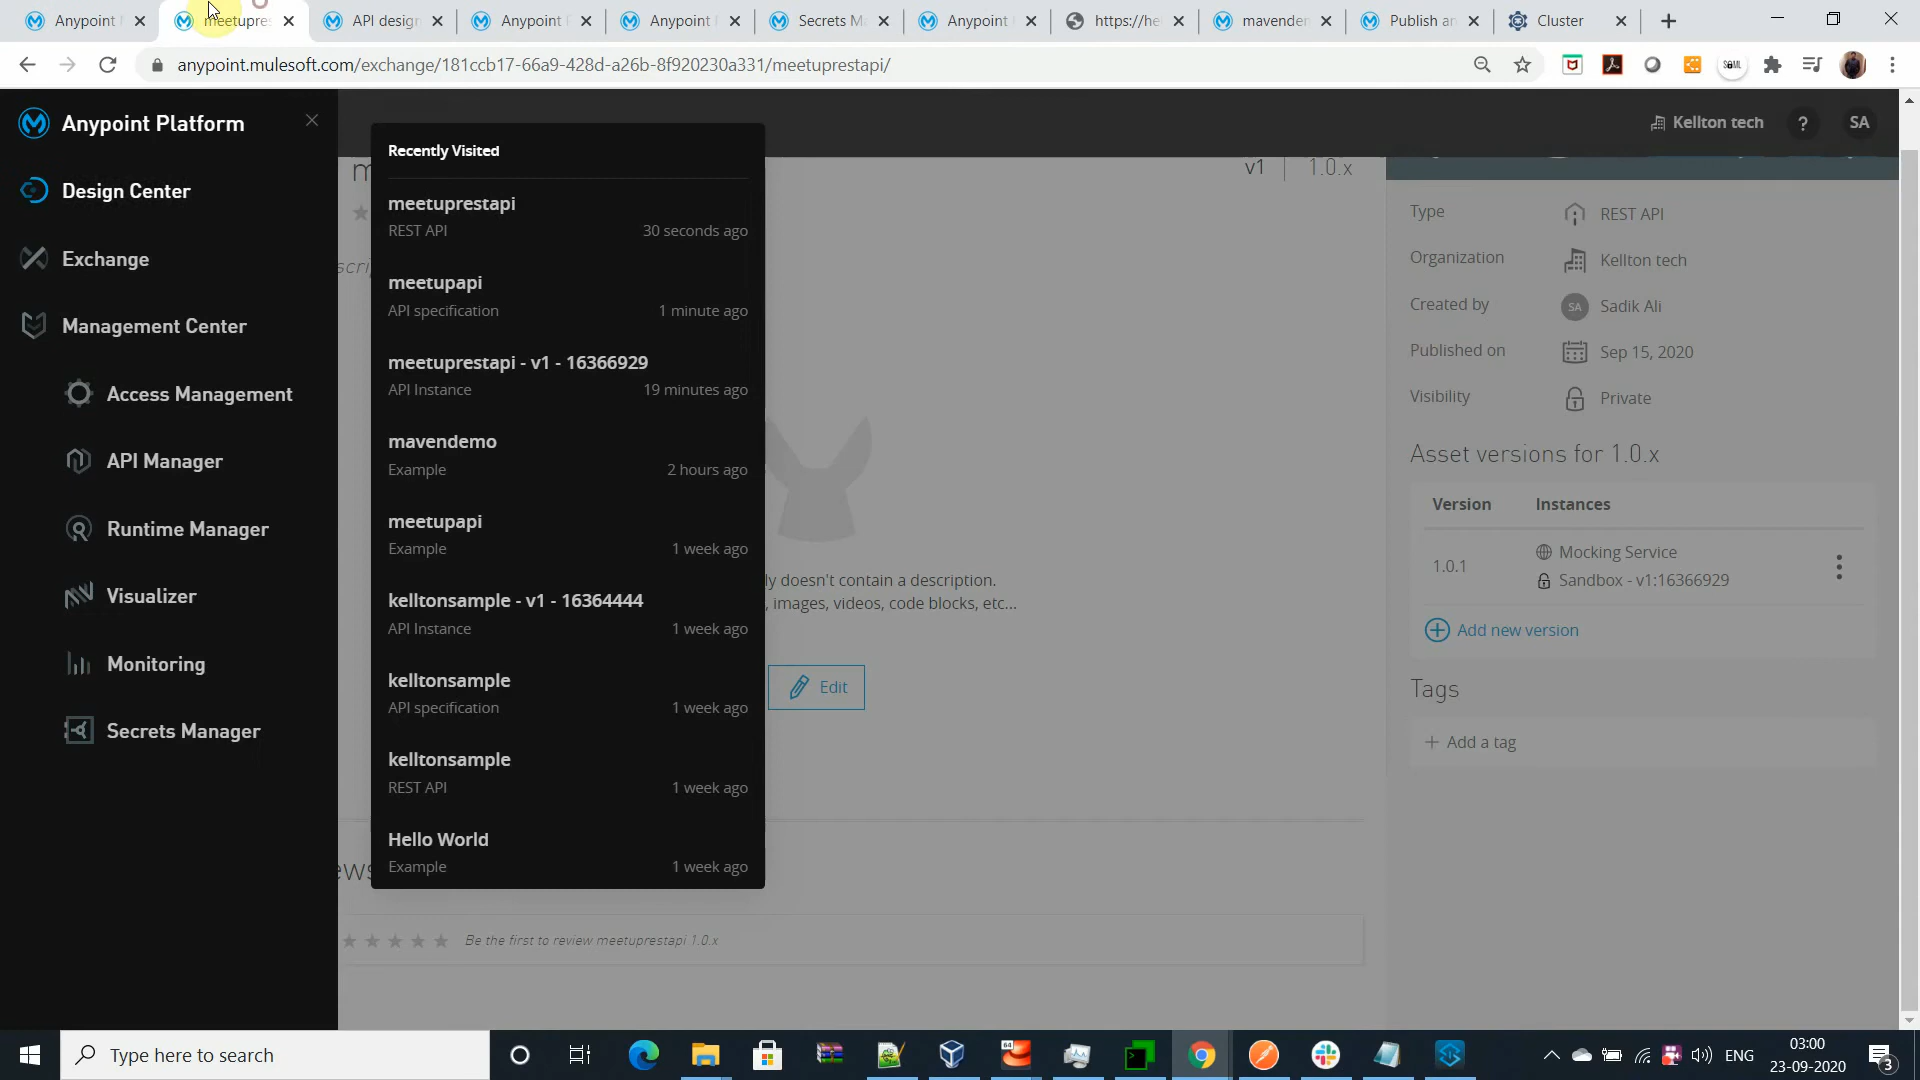 Anypoint
meetupres
API desig
Anypoint
Anypoint
Secrets M
Anypoint
https://he
mavender
Publish an
Cluster
anypoint.mulesoft.com/exchange/181ccb17-66a9-428d-a26b-8f920230a331/meetuprestapi/
Anypoint Platform
Kellton tech
?
SA
Design Center
Exchange
Management Center
Access Management
API Manager
Runtime Manager
Visualizer
Monitoring
Secrets Manager
Recently Visited
meetuprestapi
REST API 30 seconds ago
meetupapi
API specification 1 minute ago
meetuprestapi - v1 - 16366929
API Instance 19 minutes ago
mavendemo
Example 2 hours ago
meetupapi
Example 1 week ago
kelltonsample - v1 - 16364444
API Instance 1 week ago
kelltonsample
API specification 1 week ago
kelltonsample
REST API 1 week ago
Hello World
Example 1 week ago
v1 1.0.x
ly doesn't contain a description.
, images, videos, code blocks, etc...
Edit
Be the first to review meetuprestapi 1.0.x
Type REST API
Organization Kellton tech
Created by SA Sadik Ali
Published on Sep 15, 2020
Visibility Private
Asset versions for 1.0.x
Version Instances
1.0.1 Mocking Service
Sandbox - v1:16366929
Add new version
Tags
+ Add a tag
Type here to search
ENG
03:00
23-09-2020
3